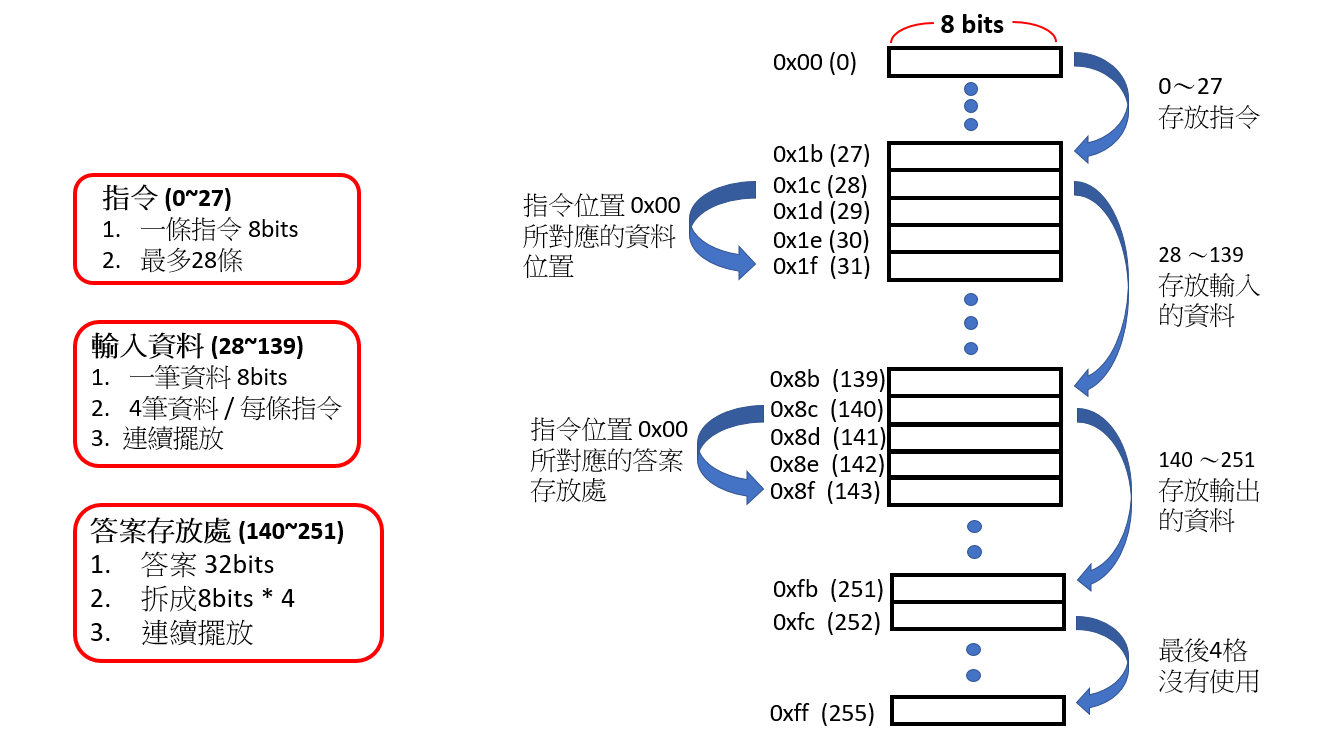 指令 (0~27)
1. 一條指令 8bits
2. 最多28條
輸入資料 (28~139)
1. 一筆資料 8bits
2. 4筆資料 / 每條指令
3. 連續擺放
答案存放處 (140~251)
1. 答案 32bits
2. 拆成8bits * 4
3. 連續擺放
8 bits
0x00 (0)
0x1b (27)
0x1c (28)
0x1d (29)
0x1e (30)
0x1f (31)
0x8b (139)
0x8c (140)
0x8d (141)
0x8e (142)
0x8f (143)
0xfb (251)
0xfc (252)
0xff (255)
指令位置 0x00
所對應的資料
位置
指令位置 0x00
所對應的答案
存放處
0～27
存放指令
28 ～139
存放輸入
的資料
140 ～251
存放輸出
的資料
最後4格
沒有使用